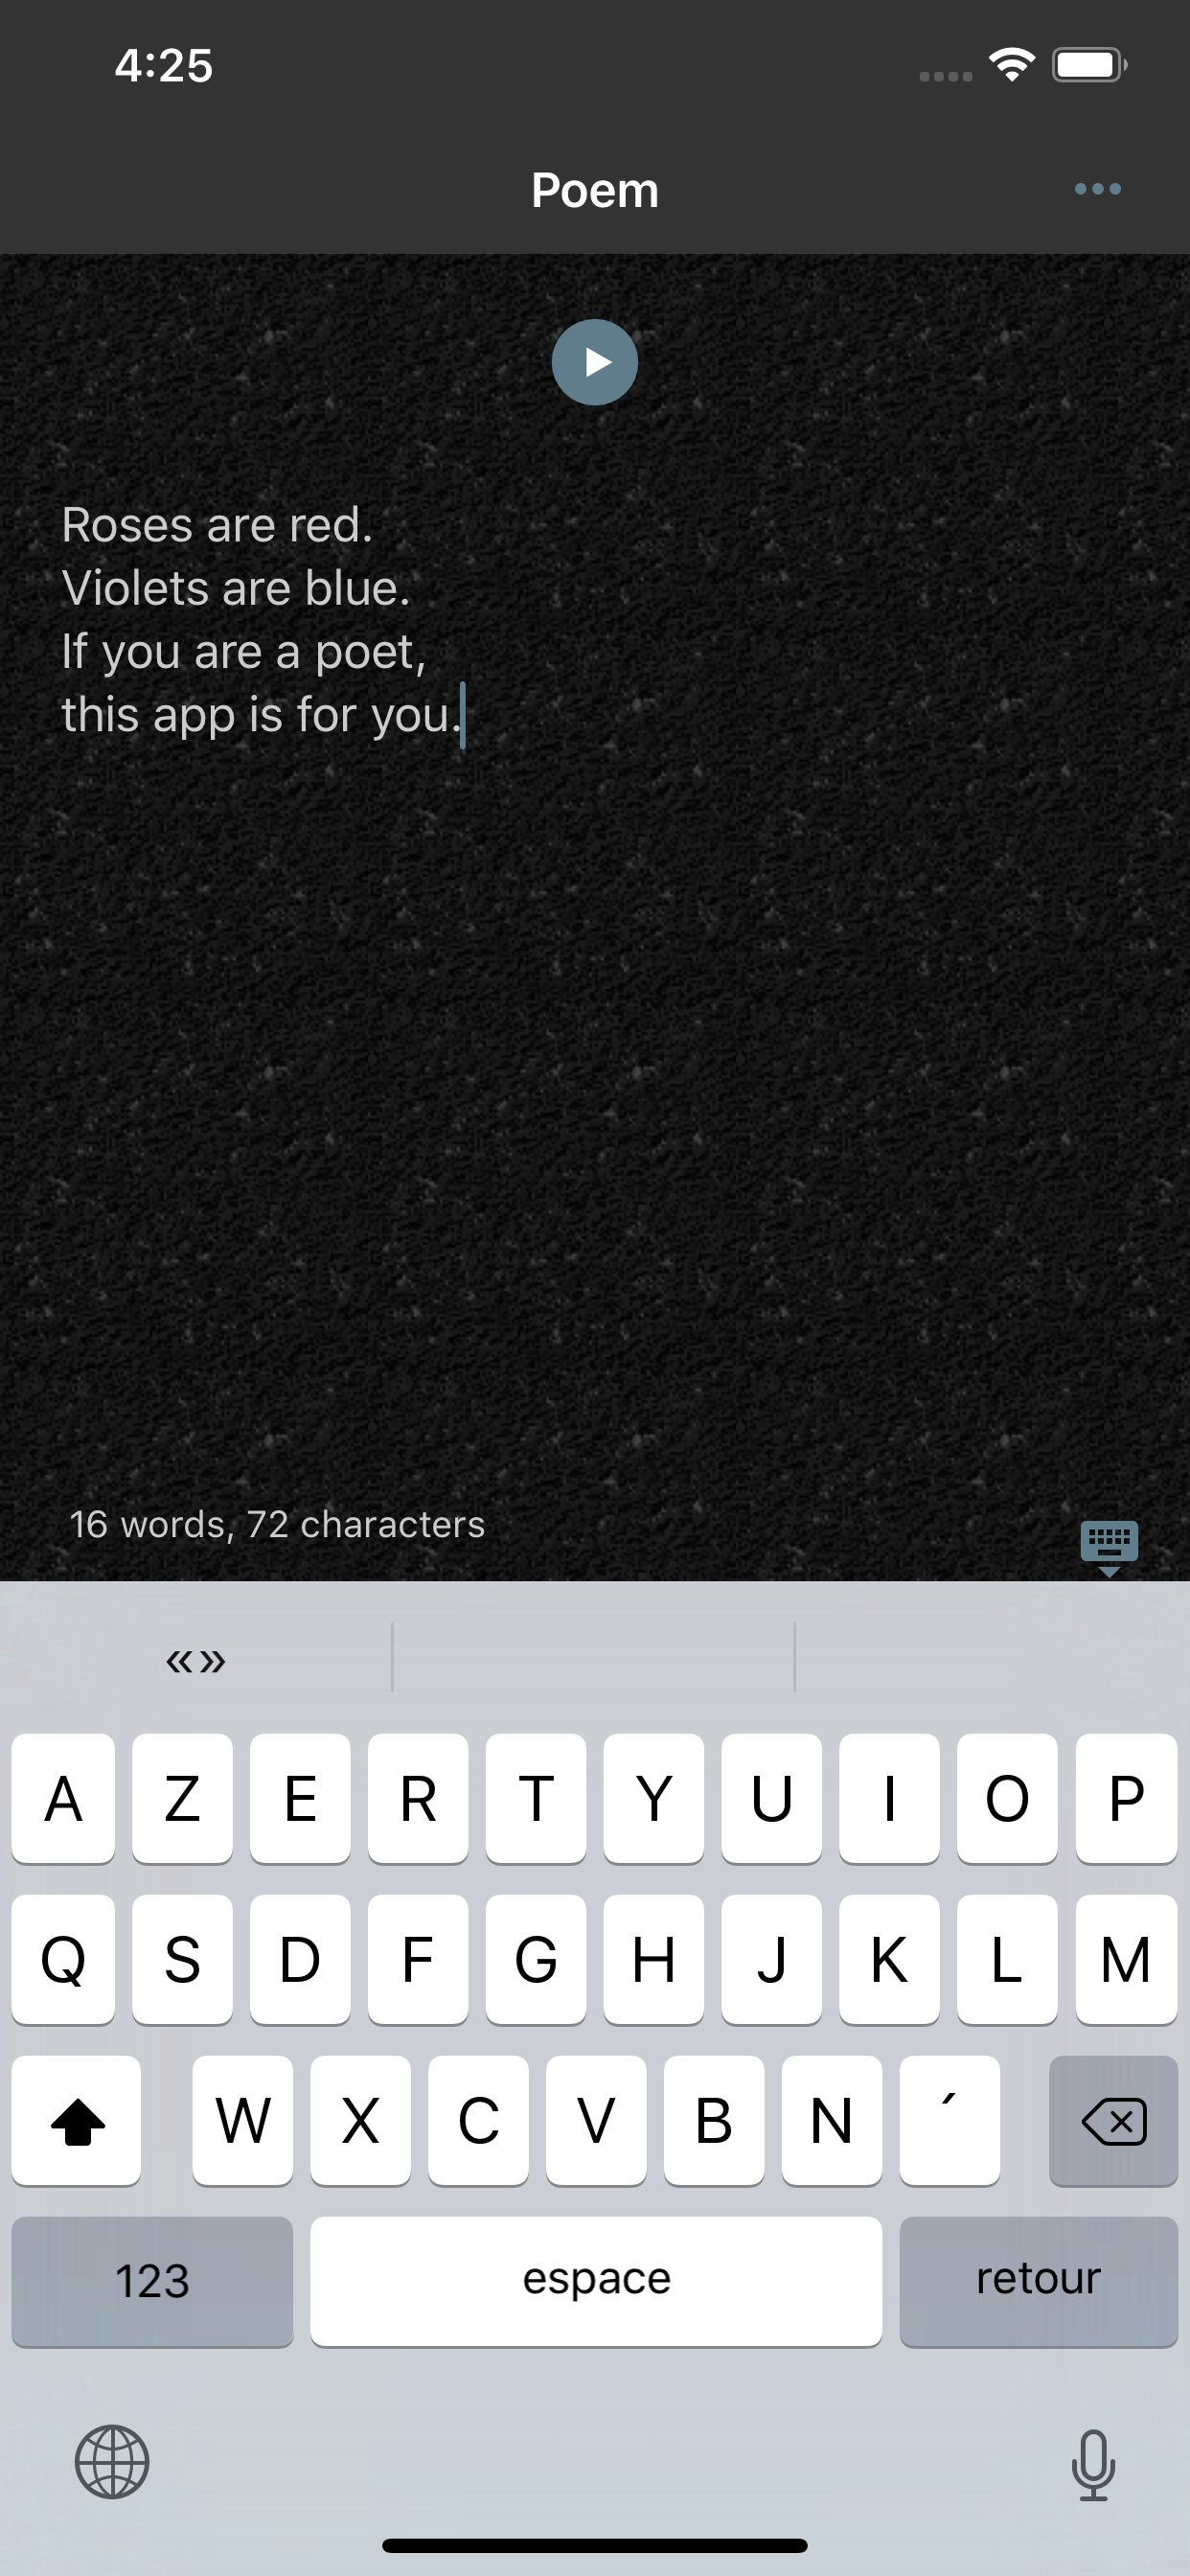 4:25
Poem
Roses are red.
Violets are blue.
If you are a poet,
this app is for you.
16 words, 72 characters
«»
A Z E R T Y U I O P
Q S D F G H J K L M
W X C V B N ´
123 espace retour